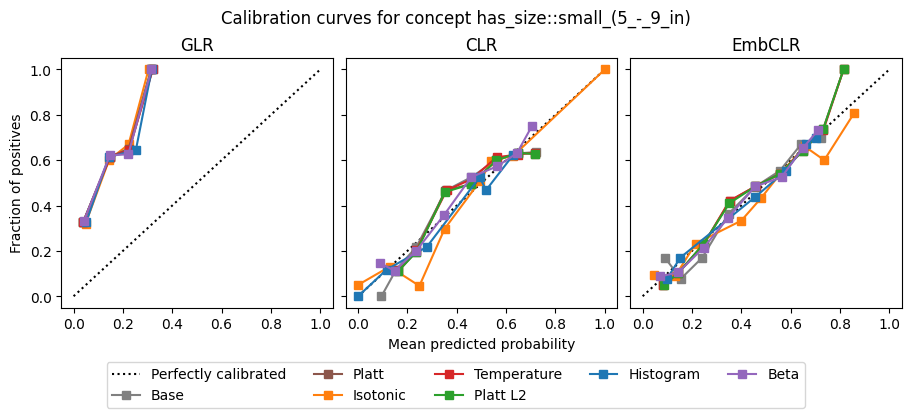 Calibration curves for concept has_size::small_(5_-_9_in)
GLR
CLR
EmbCLR
Fraction of positives
1.0
0.8
0.6
0.4
0.2
0.0
0.0 0.2 0.4 0.6 0.8 1.0
0.0 0.2 0.4 0.6 0.8 1.0
0.0 0.2 0.4 0.6 0.8 1.0
Mean predicted probability
Perfectly calibrated Platt Temperature Histogram Beta
Base Isotonic Platt L2